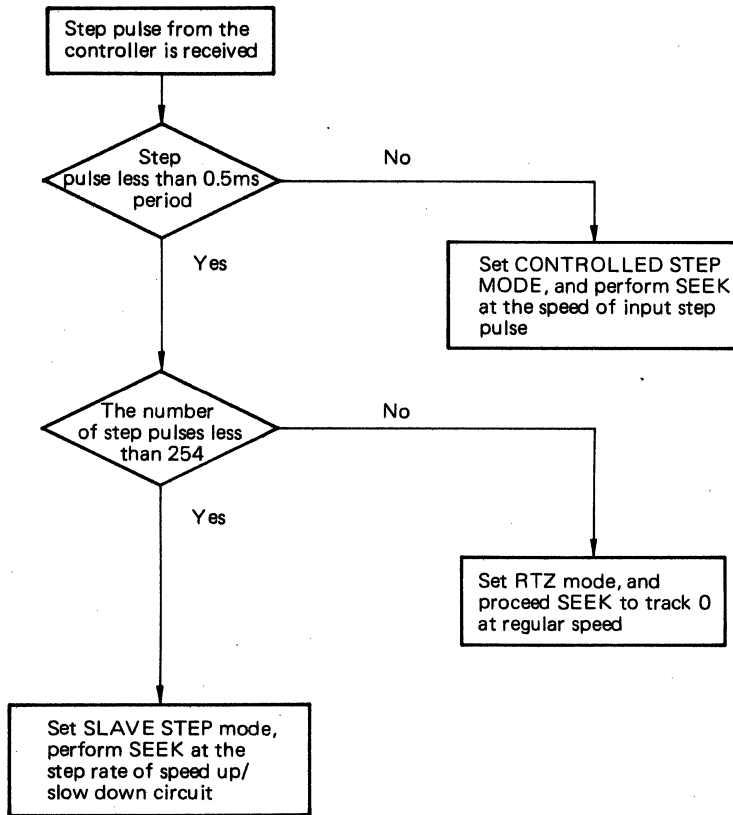 Step pulse from the
controller is received
Step
pulse less than 0.5ms
period
No
Yes
Set CONTROLLED STEP
MODE, and perform SEEK
at the speed of input step
pulse
The number
of step pulses less
than 254
No
Yes
Set RTZ mode, and
proceed SEEK to track 0
at regular speed
Set SLAVE STEP mode,
perform SEEK at the
step rate of speed up/
slow down circuit